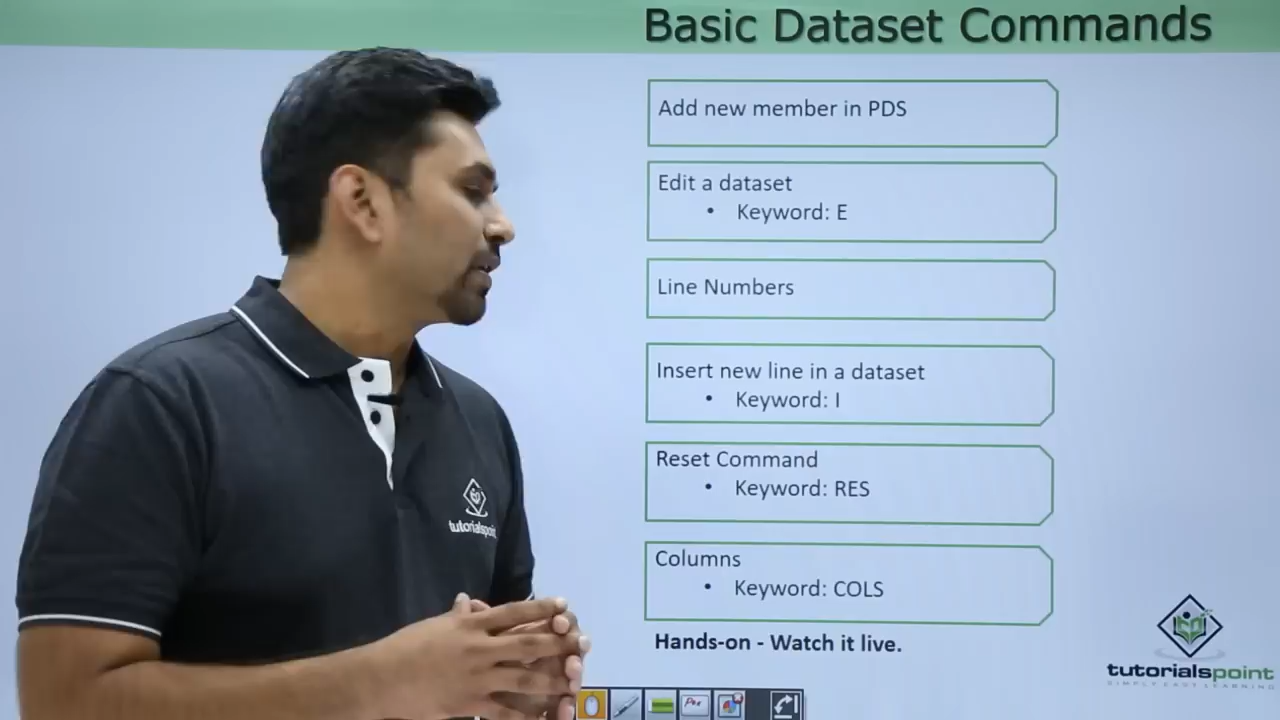 Basic Dataset Commands
Add new member in PDS
Edit a dataset
• Keyword: E
Line Numbers
Insert new line in a dataset
• Keyword: I
Reset Command
• Keyword: RES
Columns
• Keyword: COLS
Hands-on - Watch it live.
tutorialspoint
SIMPLY EASY LEARNING
tutorialspoint
Pen